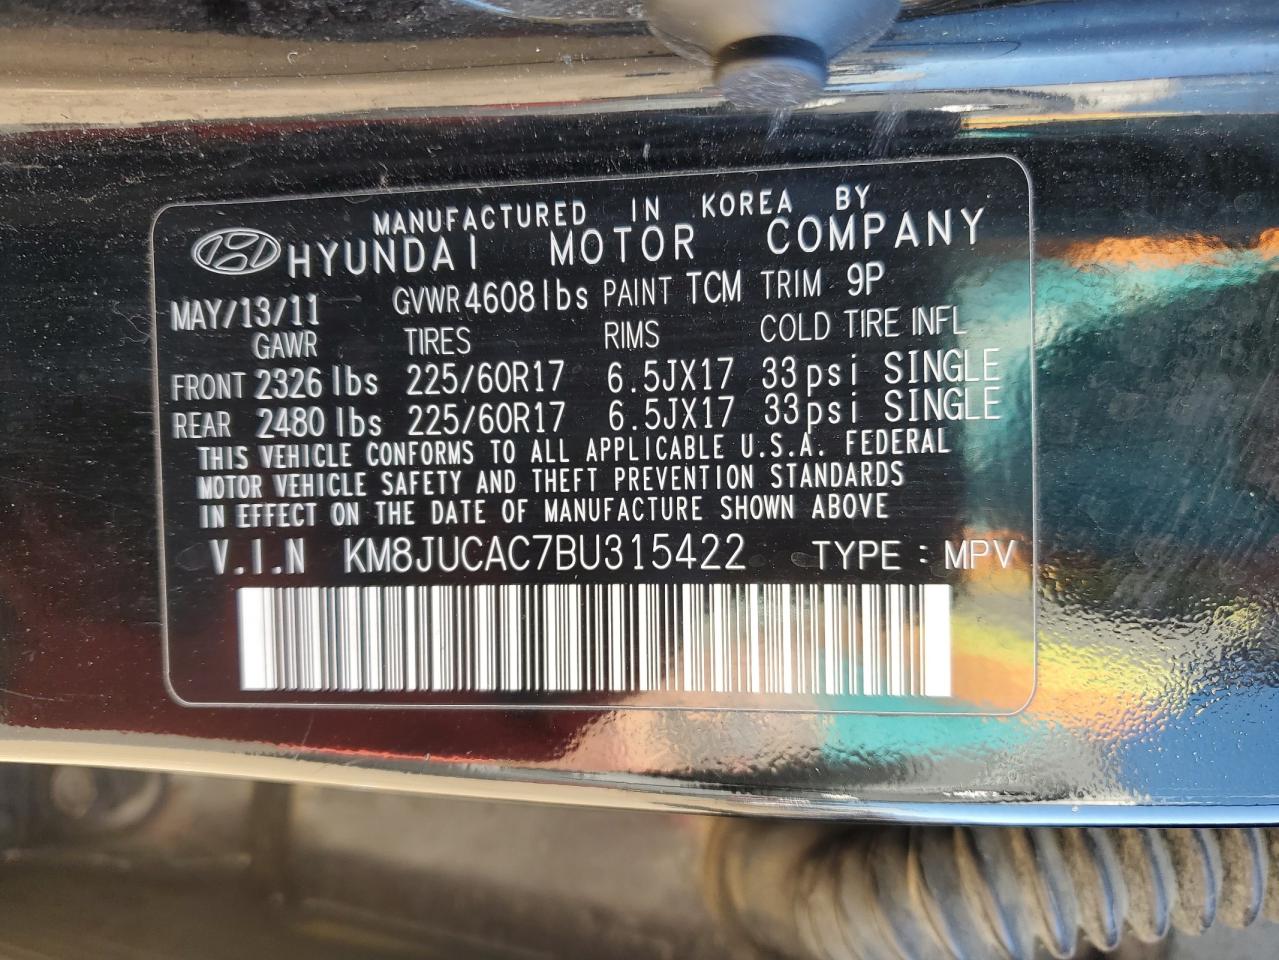 MANUFACTURED IN KOREA BY
HYUNDAI MOTOR COMPANY
MAY/13/11 GVWR 4608 lbs PAINT TCM TRIM 9P
GAWR TIRES RIMS COLD TIRE INFL
FRONT 2326 lbs 225/60R17 6.5JX17 33psi SINGLE
REAR 2480 lbs 225/60R17 6.5JX17 33psi SINGLE
THIS VEHICLE CONFORMS TO ALL APPLICABLE U.S.A. FEDERAL
MOTOR VEHICLE SAFETY AND THEFT PREVENTION STANDARDS
IN EFFECT ON THE DATE OF MANUFACTURE SHOWN ABOVE
V.I.N KM8JUCAC7BU315422 TYPE : MPV